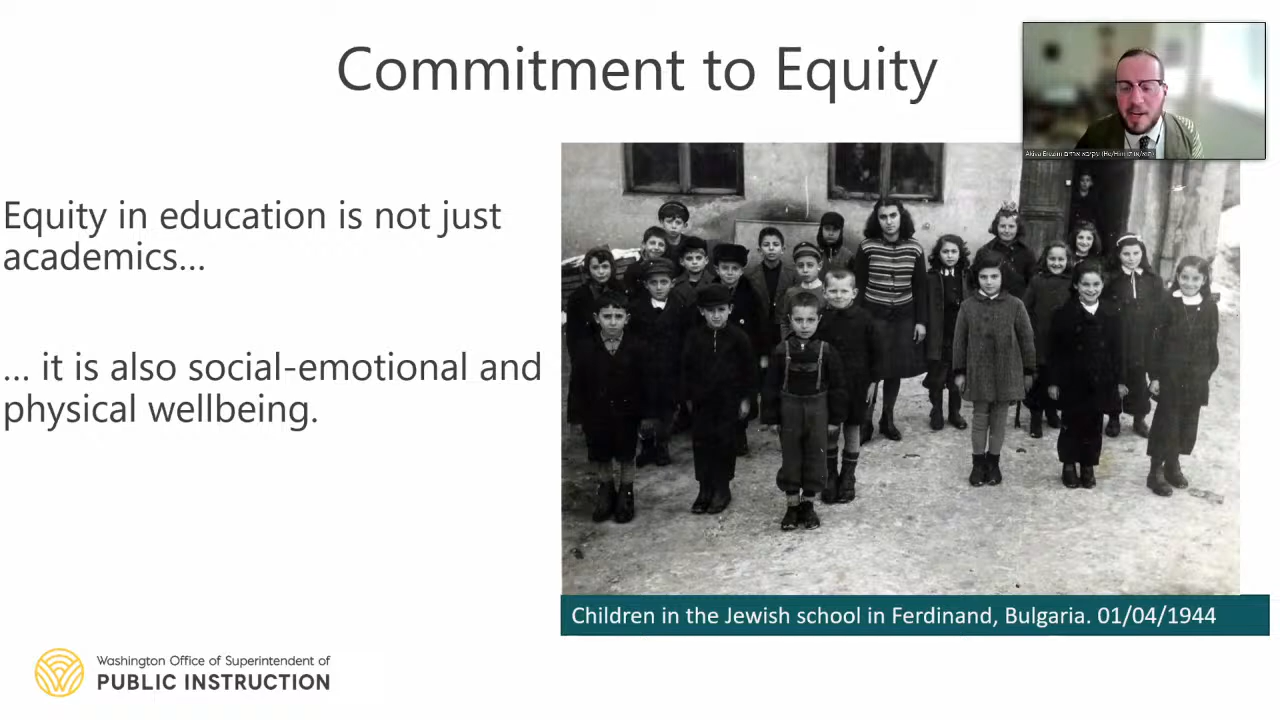 Commitment to Equity
Equity in education is not just
academics...
... it is also social-emotional and
physical wellbeing.
Children in the Jewish school in Ferdinand, Bulgaria. 01/04/1944
Washington Office of Superintendent of
PUBLIC INSTRUCTION